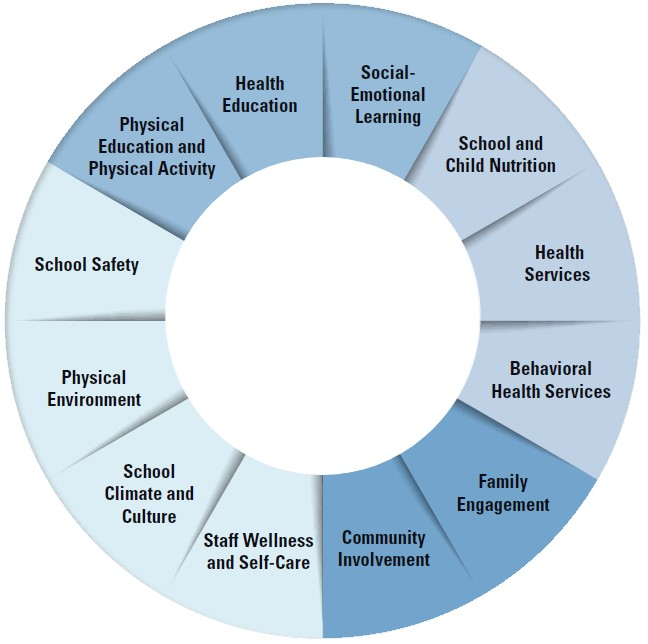 Social-
Emotional
Learning
School and
Child Nutrition
Health
Services
Behavioral
Health Services
Family
Engagement
Community
Involvement
Staff Wellness
and Self-Care
School
Climate and
Culture
Physical
Environment
School Safety
Physical
Education and
Physical Activity
Health
Education